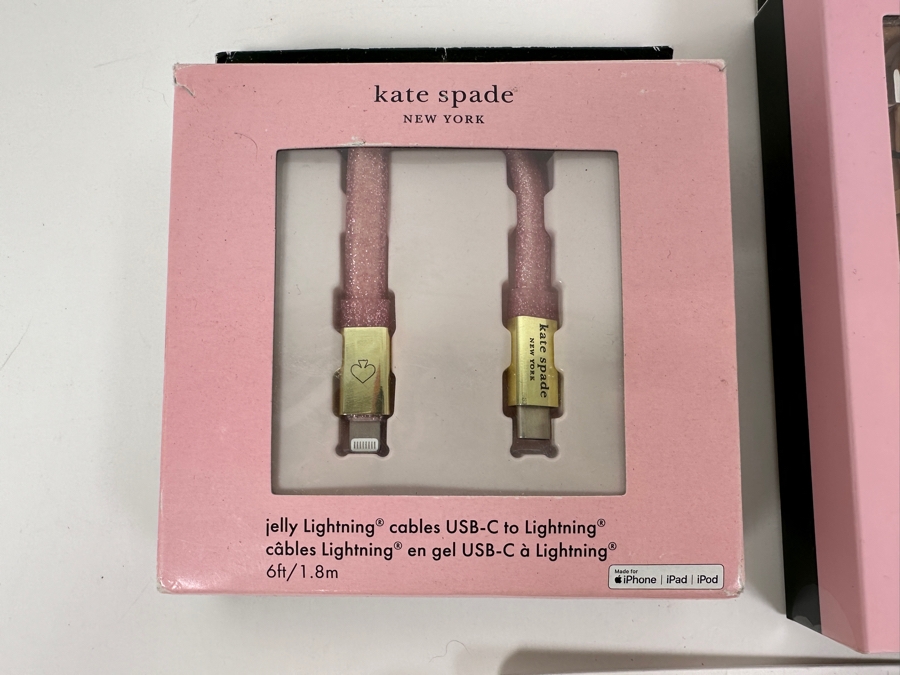 kate spade
NEW YORK
kate spade
NEW YORK
jelly Lightning® cables USB-C to Lightning®
câbles Lightning® en gel USB-C à Lightning®
6ft/1.8m
Made for
iPhone | iPad | iPod